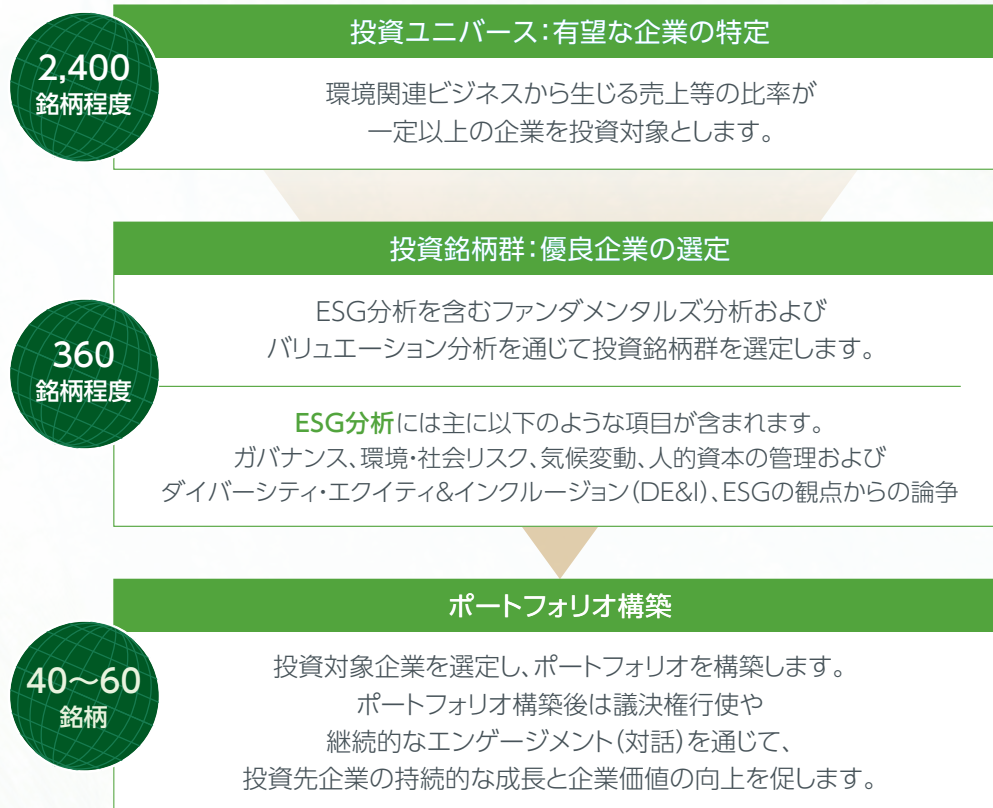 2,400
銘柄程度
投資ユニバース：有望な企業の特定
環境関連ビジネスから生じる売上等の比率が
一定以上の企業を投資対象とします。
投資銘柄群：優良企業の選定
360
銘柄程度
ESG分析を含むファンダメンタルズ分析および
バリュエーション分析を通じて投資銘柄群を選定します。
ESG分析には主に以下のような項目が含まれます。
ガバナンス、環境・社会リスク、気候変動、人的資本の管理および
ダイバーシティ・エクイティ&インクルージョン（DE&I）、ESGの観点からの論争
ポートフォリオ構築
40～60
銘柄
投資対象企業を選定し、ポートフォリオを構築します。
ポートフォリオ構築後は議決権行使や
継続的なエンゲージメント（対話）を通じて、
投資先企業の持続的な成長と企業価値の向上を促します。